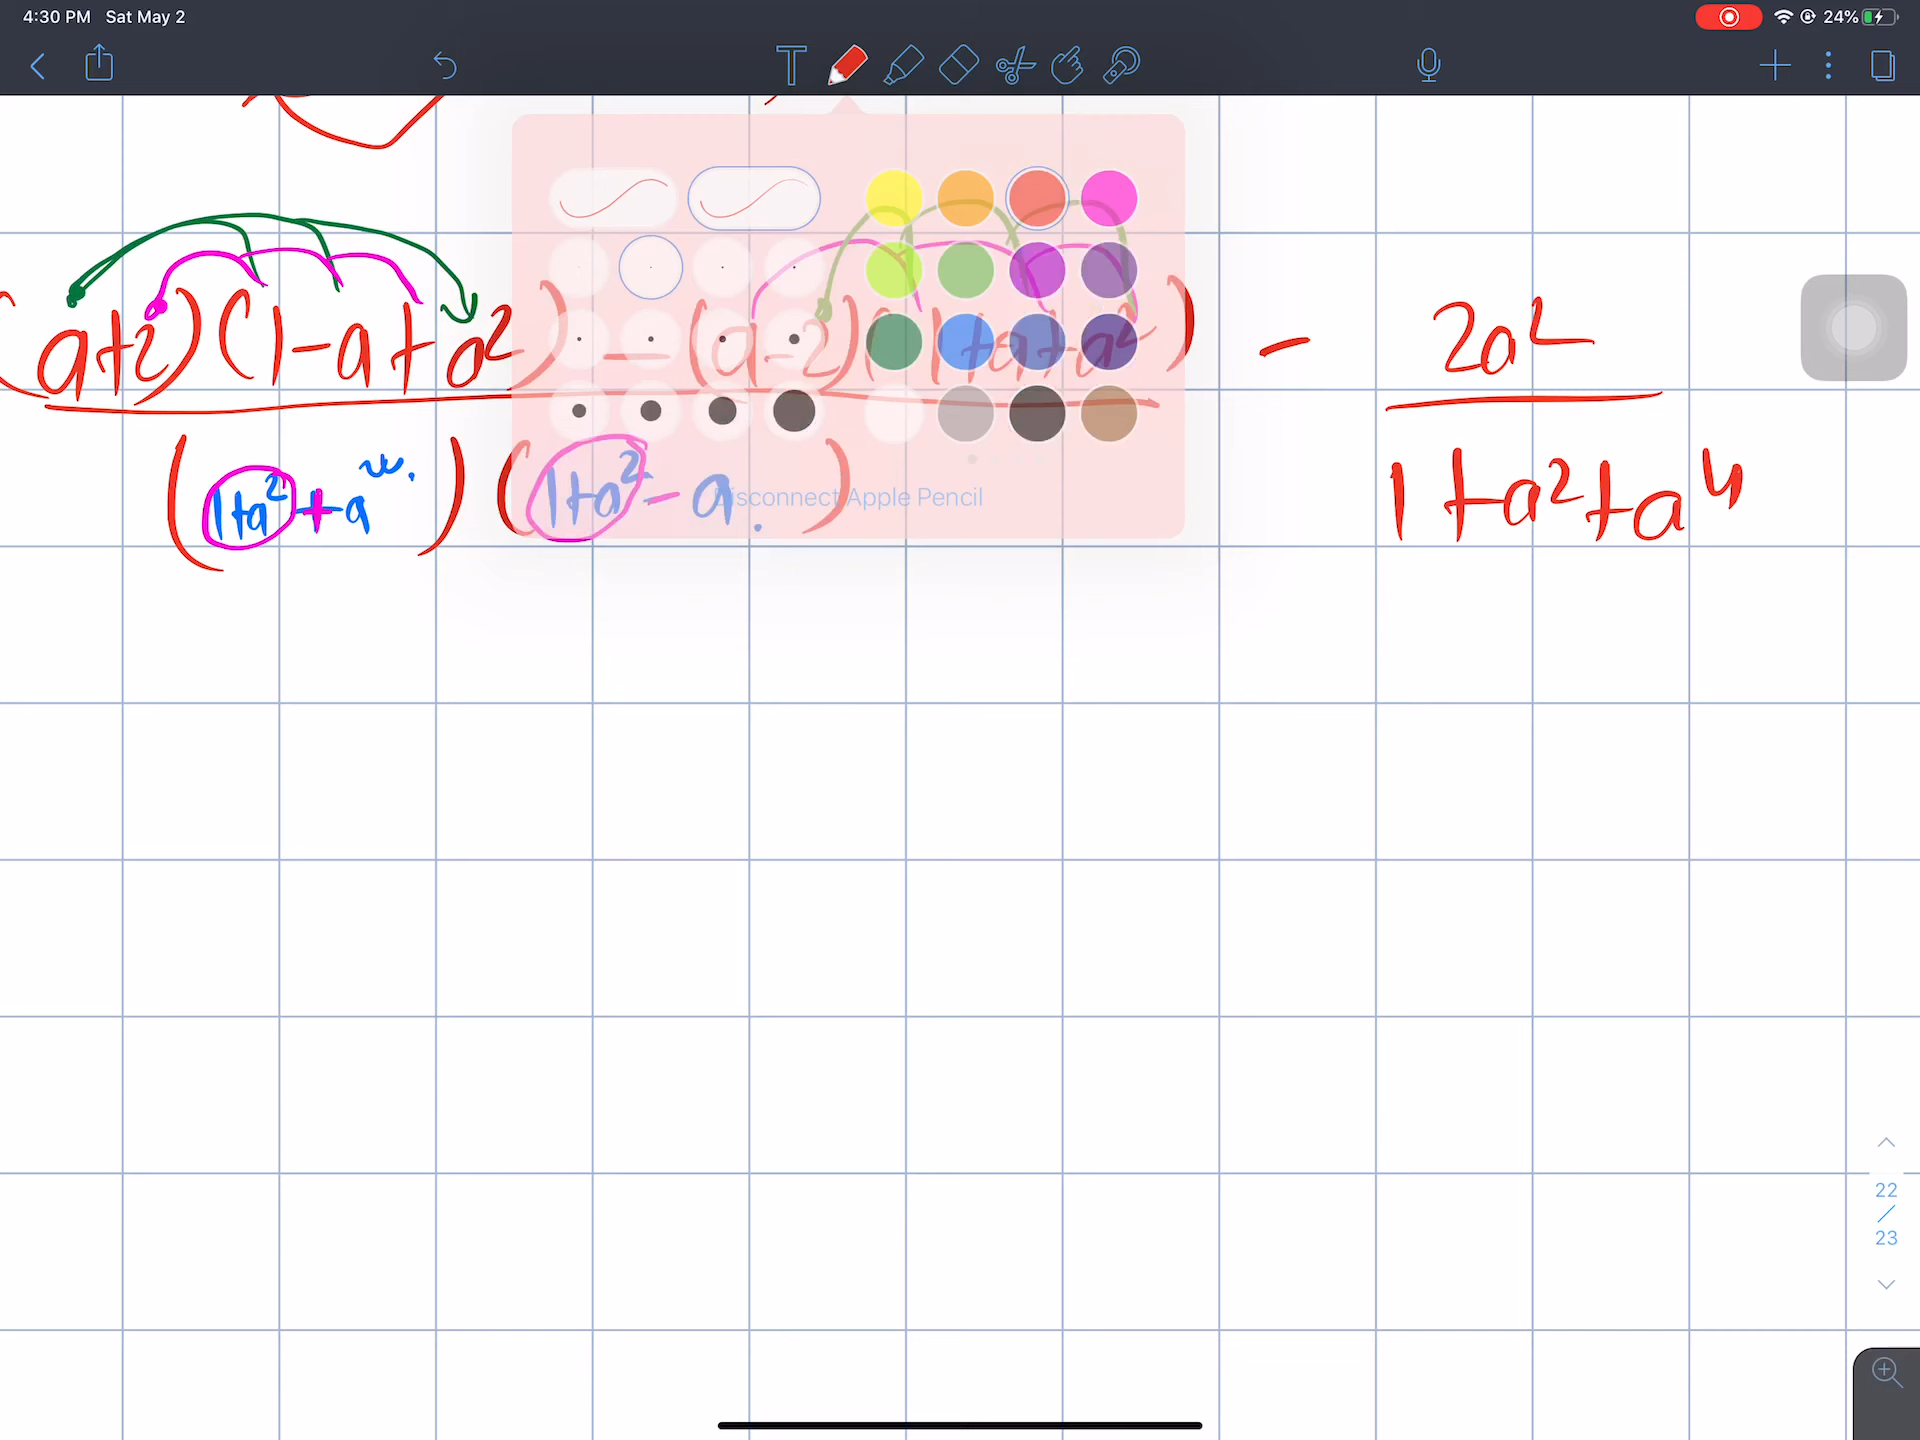 4:30 PM Sat May 2
24%
T
(a+2)(1-a+a²) - (a-2)(1+a+a²) - 2a²
(1+a²+a)(1+a²-a) 1+a²+a⁴
Disconnect Apple Pencil
22
/
23